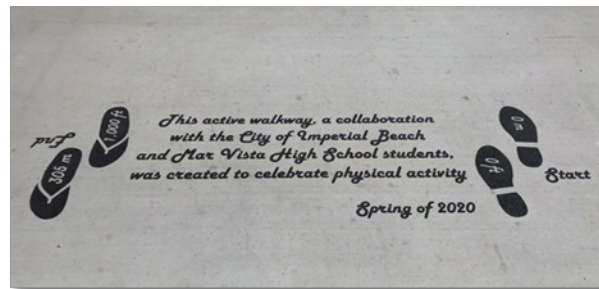 This active walkway, a collaboration
with the City of Imperial Beach
and Mar Vista High School students,
was created to celebrate physical activity
Spring of 2020
End
1,000 ft
305 m
0 m
0 ft
Start